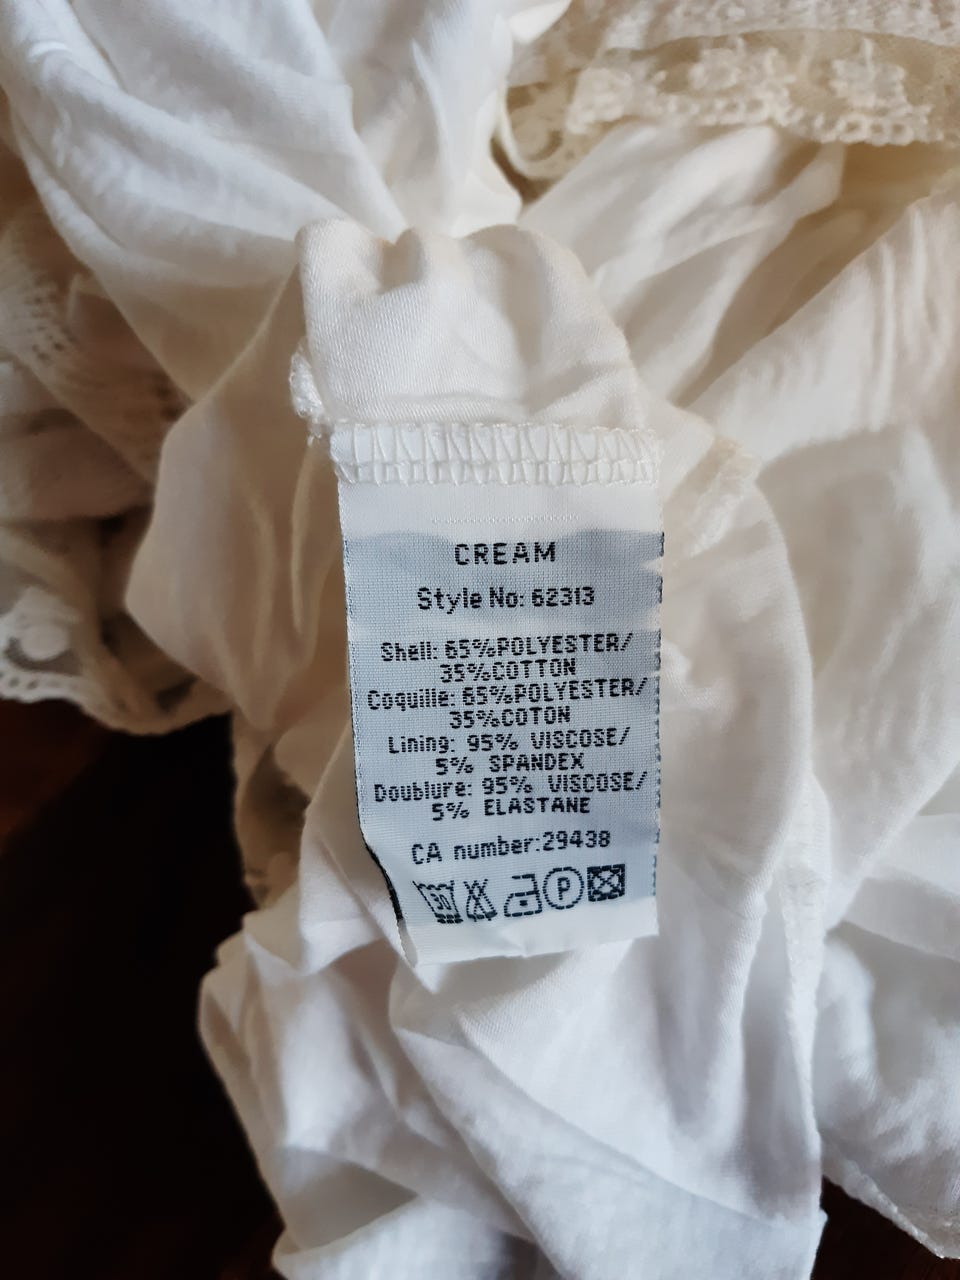 CREAM
Style No: 62313
Shell: 65%POLYESTER/
35%COTTON
Coquille: 65%POLYESTER/
35%COTON
Lining: 95% VISCOSE/
5% SPANDEX
Doublure: 95% VISCOSE/
5% ELASTANE
CA number:29438
30 P